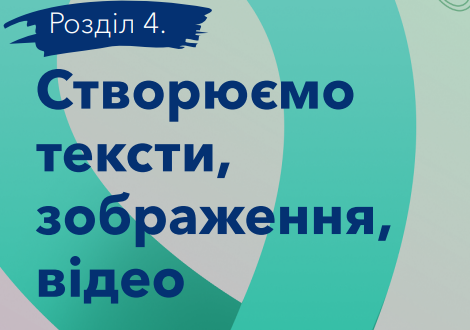 Розділ 4.
Створюємо
тексти,
зображення,
відео